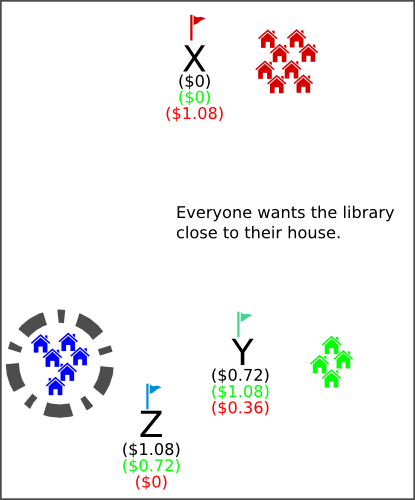 X
($0)
($0)
($1.08)
Everyone wants the library
close to their house.
Y
($0.72)
($1.08)
($0.36)
Z
($1.08)
($0.72)
($0)